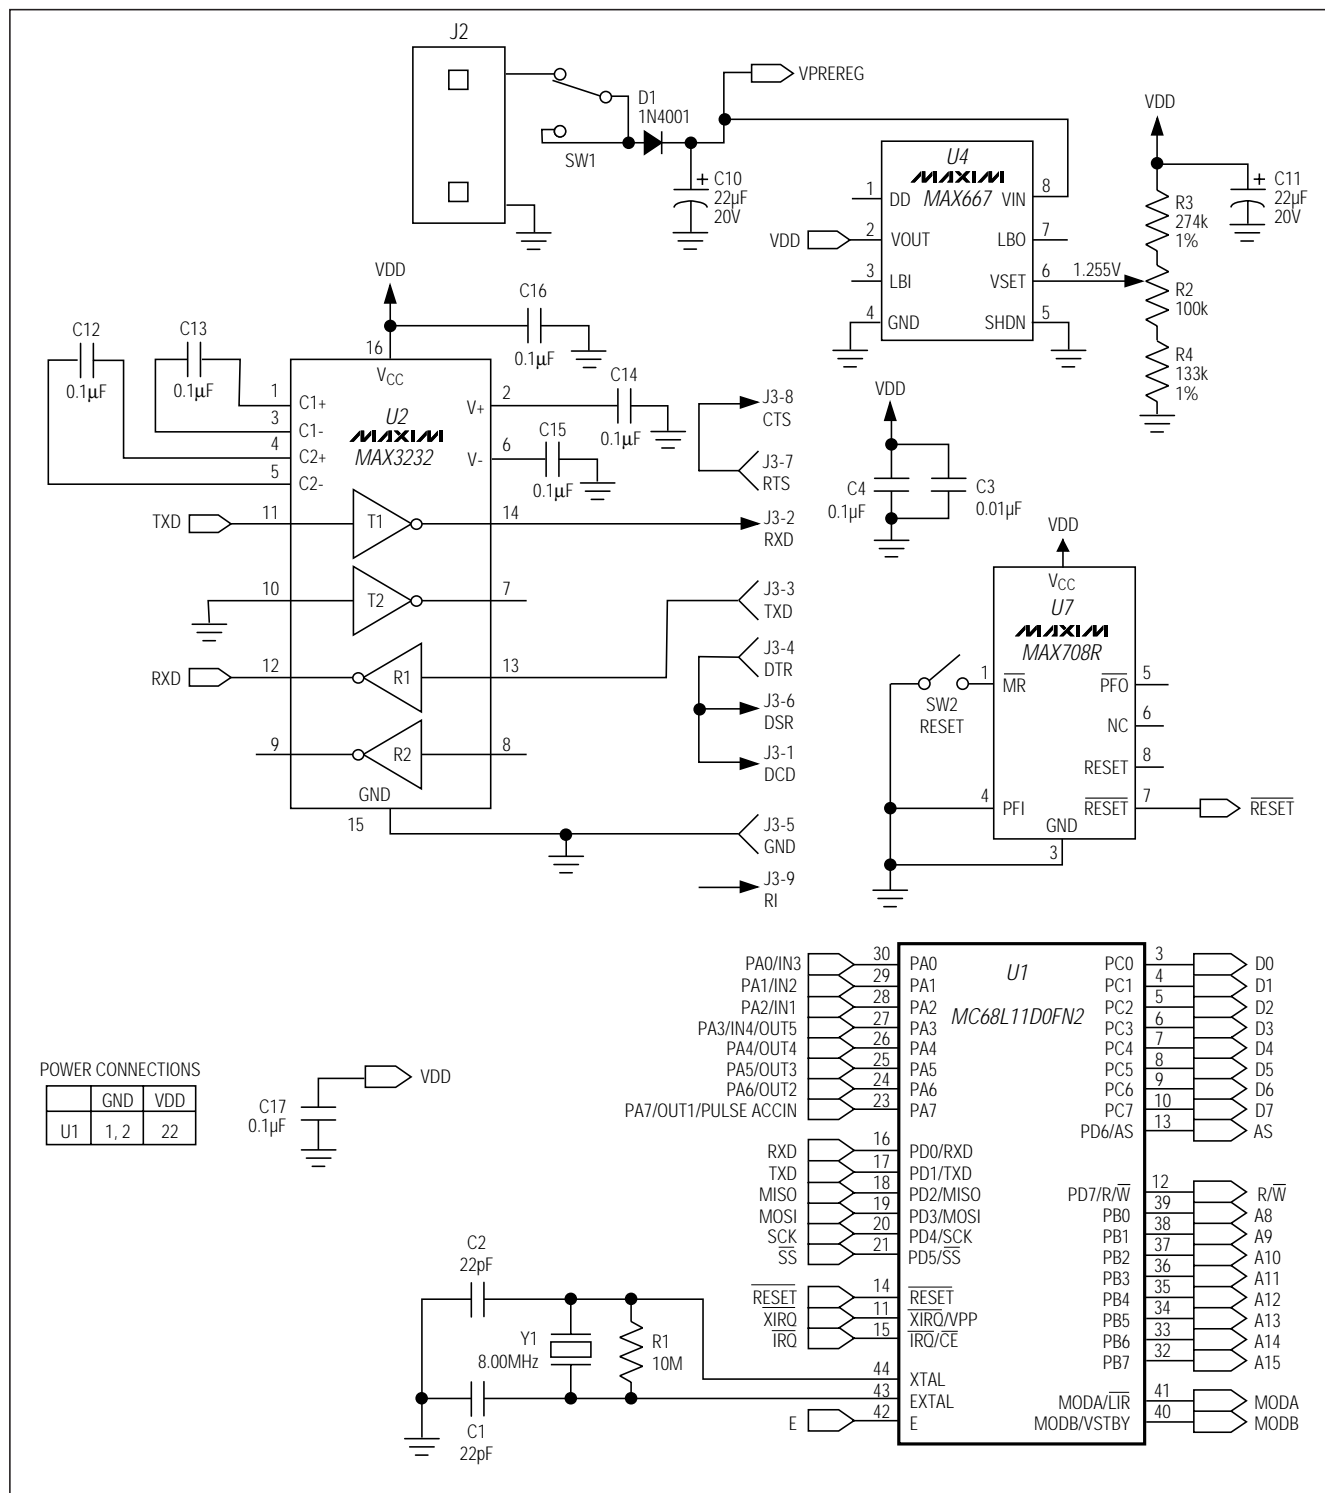 J2
VPREREG
D1
1N4001
SW1
+ C10
22µF
20V
U4
MAXIM
MAX667
1 DD
VIN 8
VDD 2 VOUT
LBO 7
3 LBI
VSET 6 1.255V
4 GND
SHDN 5
VDD
R3
274k
1%
+ C11
22µF
20V
R2
100k
R4
133k
1%
VDD
C16
0.1µF
C12
0.1µF
C13
0.1µF
16
VCC
U2
MAXIM
MAX3232
1 C1+
3 C1-
4 C2+
5 C2-
V+ 2
C14
0.1µF
V- 6
C15
0.1µF
TXD 11 T1 14
10 T2 7
RXD 12 R1 13
9 R2 8
GND
15
J3-8
CTS
J3-7
RTS
J3-2
RXD
J3-3
TXD
J3-4
DTR
J3-6
DSR
J3-1
DCD
J3-5
GND
J3-9
RI
VDD
C4
0.1µF
C3
0.01µF
VDD
VCC
U7
MAXIM
MAX708R
SW2
RESET
1 MR
PFO 5
NC 6
RESET 8
4 PFI
RESET 7 RESET
GND
3
POWER CONNECTIONS
GND VDD
U1 1, 2 22
VDD
C17
0.1µF
C2
22pF
Y1
8.00MHz
R1
10M
C1
22pF
U1
MC68L11D0FN2
PA0/IN3 30 PA0
PA1/IN2 29 PA1
PA2/IN1 28 PA2
PA3/IN4/OUT5 27 PA3
PA4/OUT4 26 PA4
PA5/OUT3 25 PA5
PA6/OUT2 24 PA6
PA7/OUT1/PULSE ACCIN 23 PA7
RXD 16 PD0/RXD
TXD 17 PD1/TXD
MISO 18 PD2/MISO
MOSI 19 PD3/MOSI
SCK 20 PD4/SCK
SS 21 PD5/SS
RESET 14 RESET
XIRQ 11 XIRQ/VPP
IRQ 15 IRQ/CE
44 XTAL
43 EXTAL
E 42 E
PC0 3 D0
PC1 4 D1
PC2 5 D2
PC3 6 D3
PC4 7 D4
PC5 8 D5
PC6 9 D6
PC7 10 D7
PD6/AS 13 AS
PD7/R/W 12 R/W
PB0 39 A8
PB1 38 A9
PB2 37 A10
PB3 36 A11
PB4 35 A12
PB5 34 A13
PB6 33 A14
PB7 32 A15
MODA/LIR 41 MODA
MODB/VSTBY 40 MODB